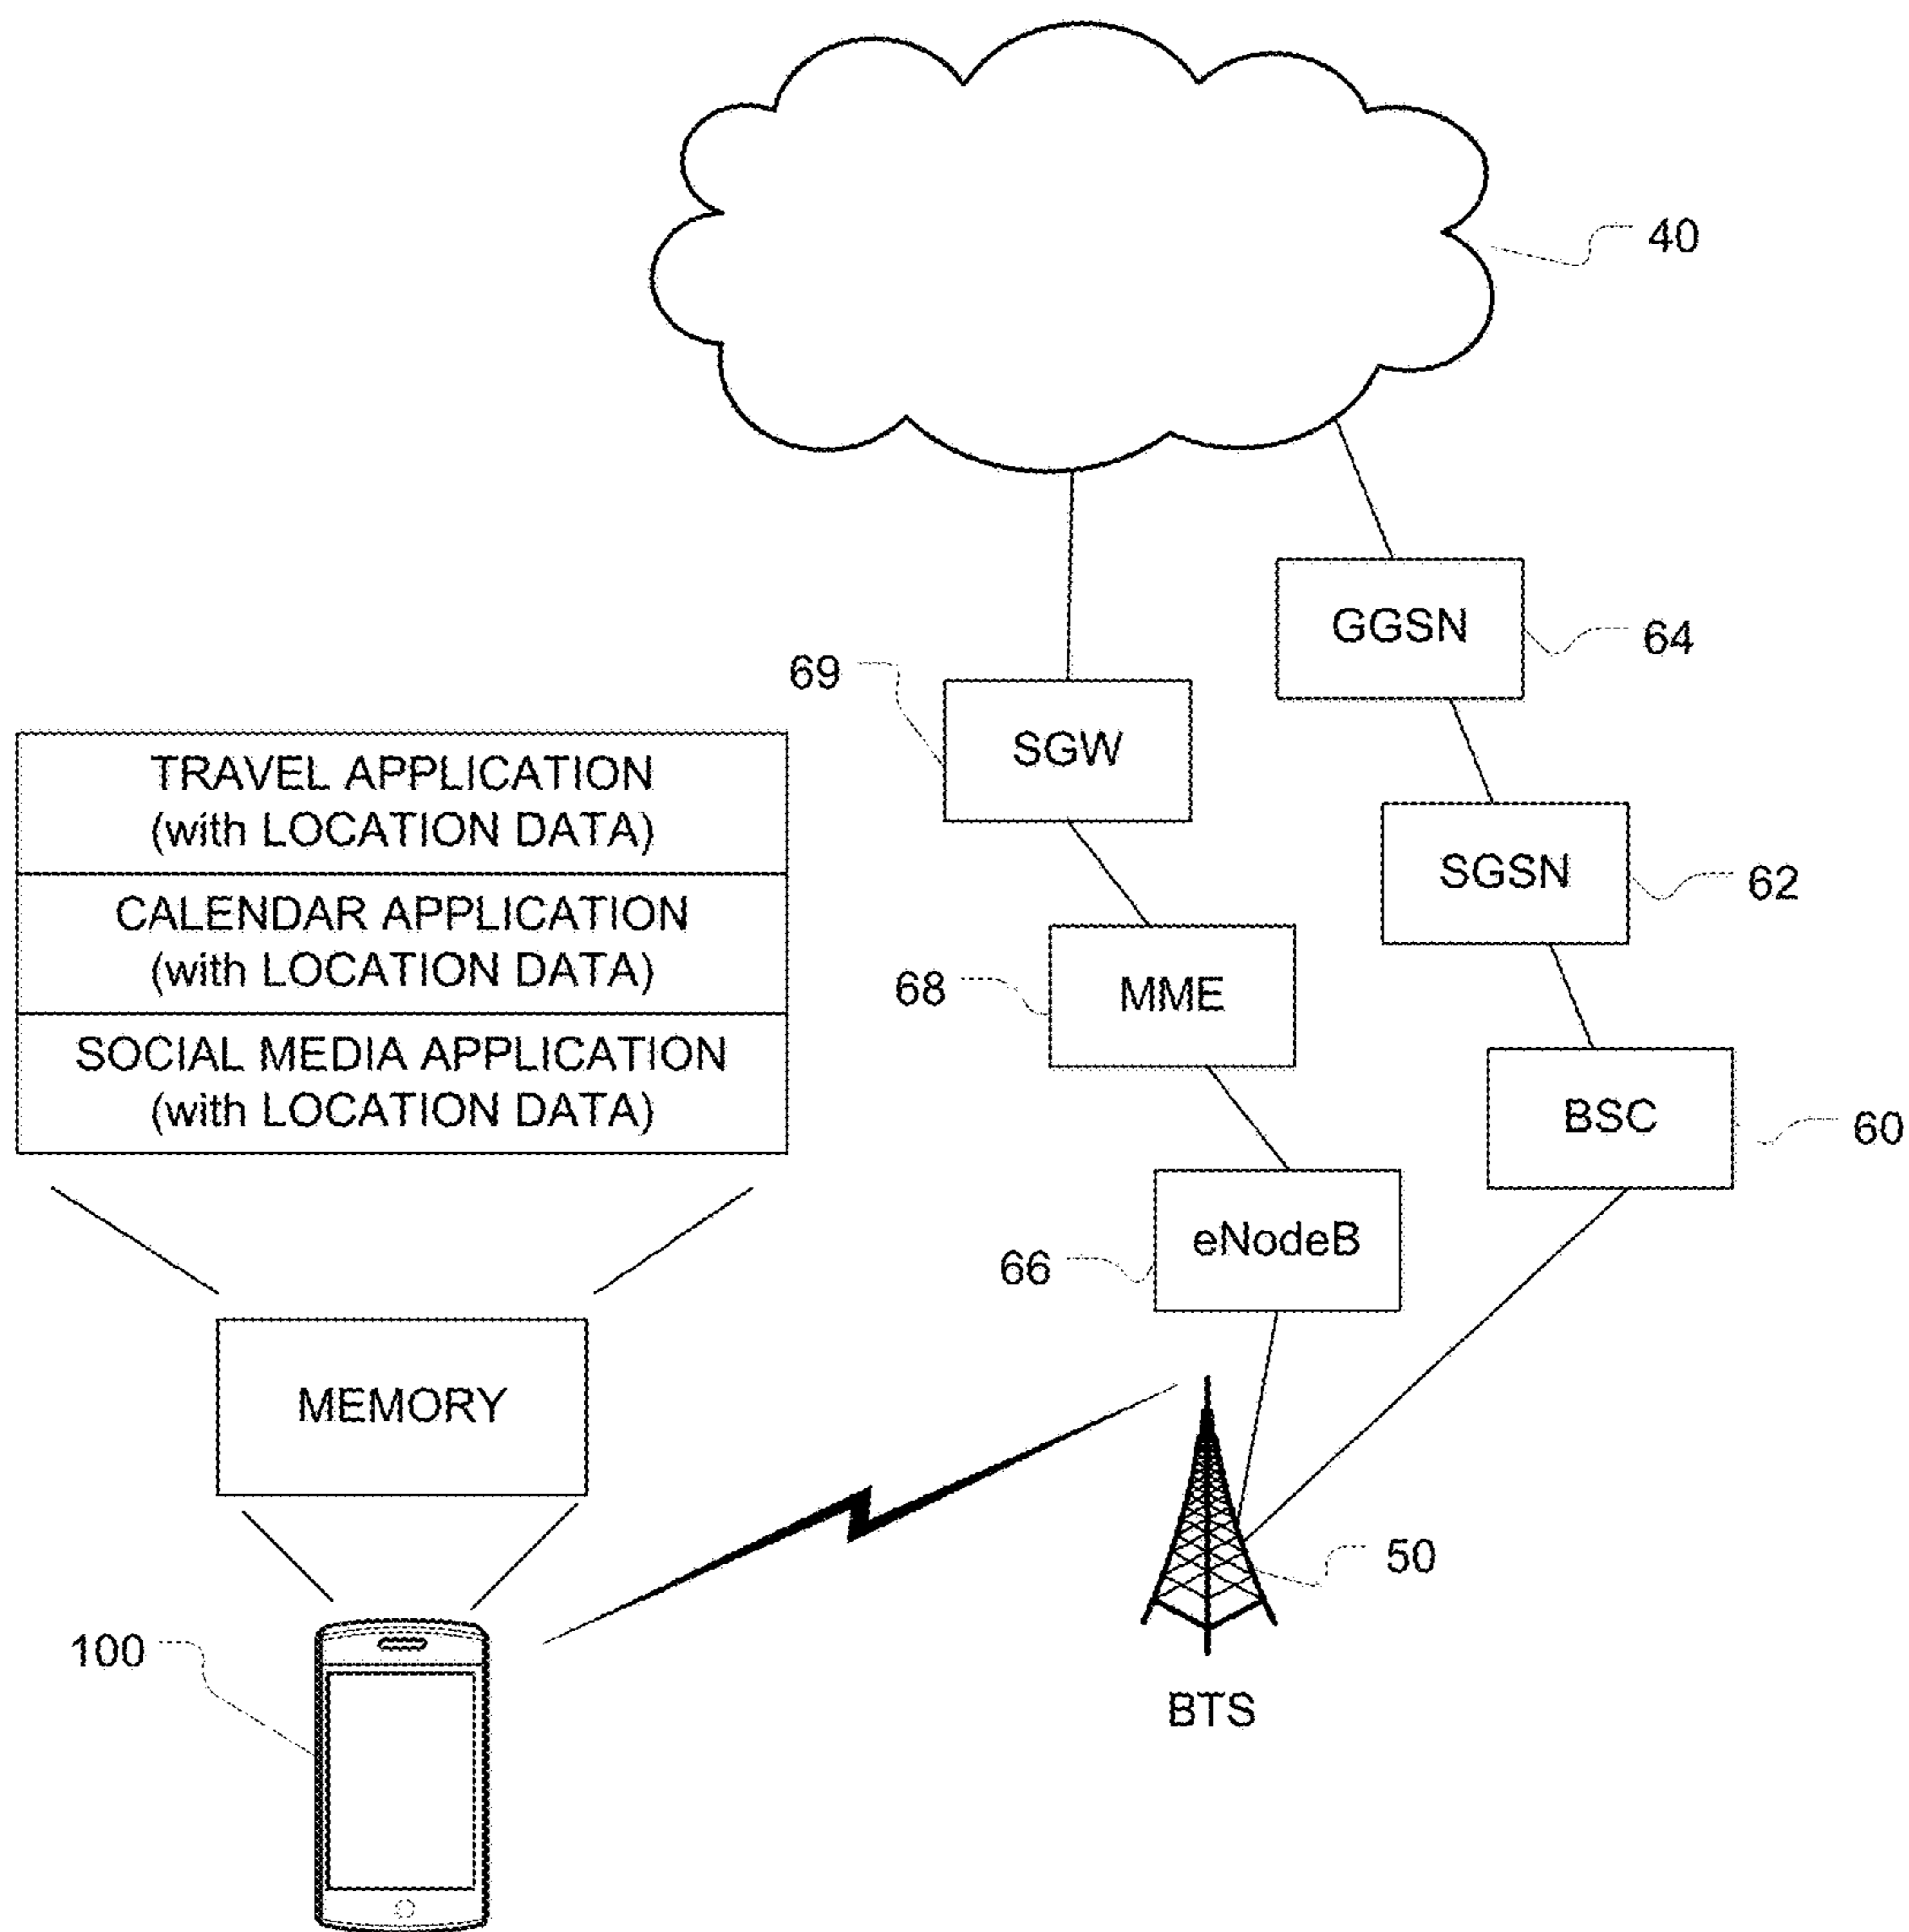 40
GGSN
64
69
SGW
TRAVEL APPLICATION
(with LOCATION DATA)
SGSN
62
CALENDAR APPLICATION
(with LOCATION DATA)
68
MME
SOCIAL MEDIA APPLICATION
(with LOCATION DATA)
BSC
60
eNodeB
66
MEMORY
50
100
BTS